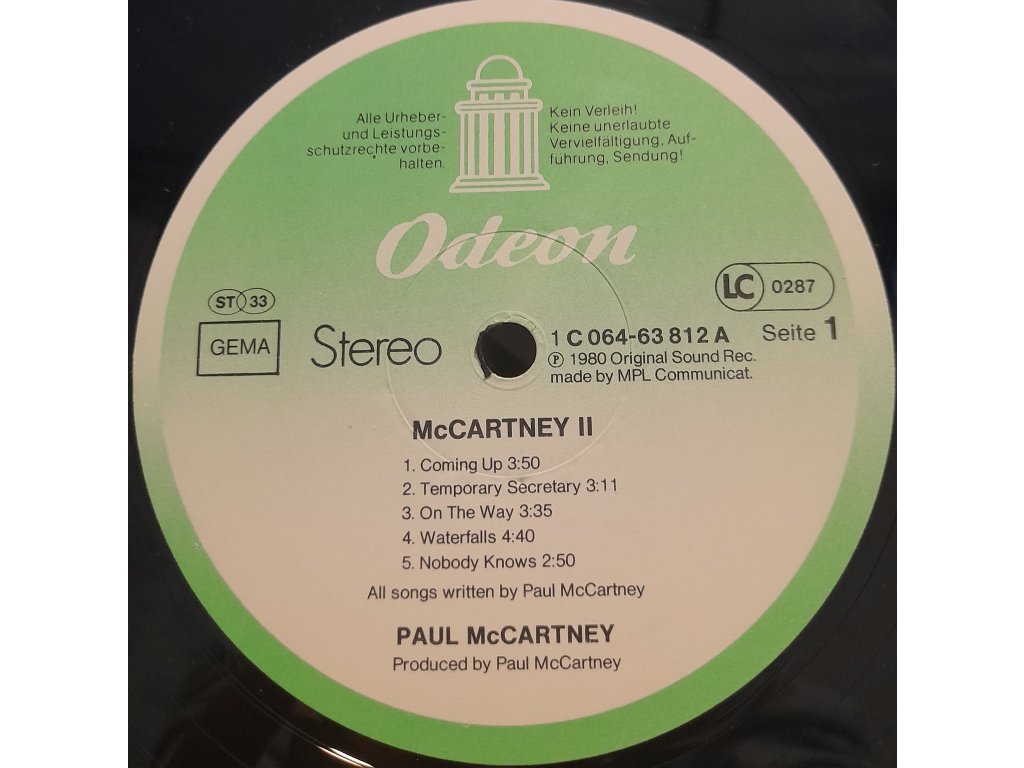 Alle Urheber-
und Leistungs-
schutzrechte vorbe-
halten.
Kein Verleih!
Keine unerlaubte
Vervielfältigung, Auf-
führung, Sendung!
Odeon
ST 33
GEMA
Stereo
LC 0287
1 C 064-63 812 A
Seite 1
℗ 1980 Original Sound Rec.
made by MPL Communicat.
McCARTNEY II
1. Coming Up 3:50
2. Temporary Secretary 3:11
3. On The Way 3:35
4. Waterfalls 4:40
5. Nobody Knows 2:50
All songs written by Paul McCartney
PAUL McCARTNEY
Produced by Paul McCartney